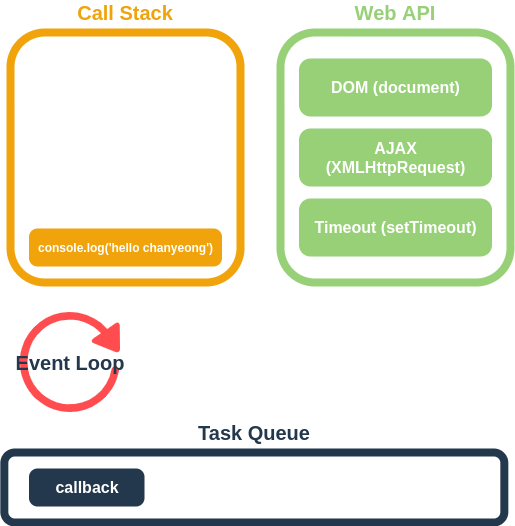 Call Stack
Web API
DOM (document)
AJAX
(XMLHttpRequest)
Timeout (setTimeout)
console.log('hello chanyeong')
Event Loop
Task Queue
callback